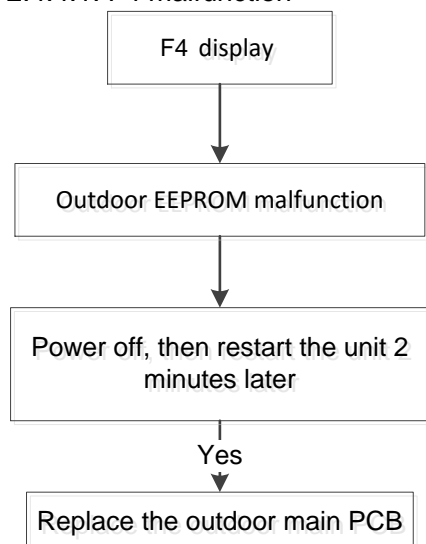 F4 display
Outdoor EEPROM malfunction
Power off, then restart the unit 2
minutes later
Yes
Replace the outdoor main PCB